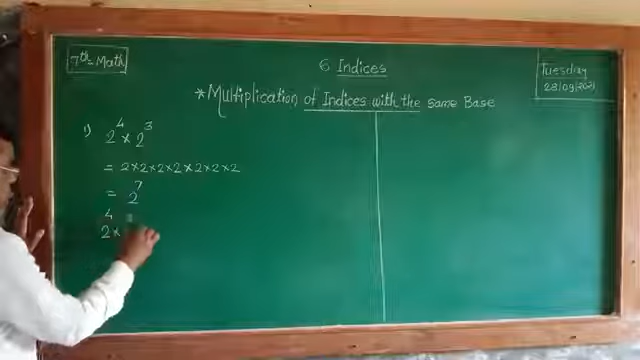 7th Math
6 Indices
Tuesday
28/09/2021
*Multiplication of Indices with the same Base
1) 2⁴ × 2³
= 2×2×2×2×2×2×2
= 2⁷
2⁴ ×